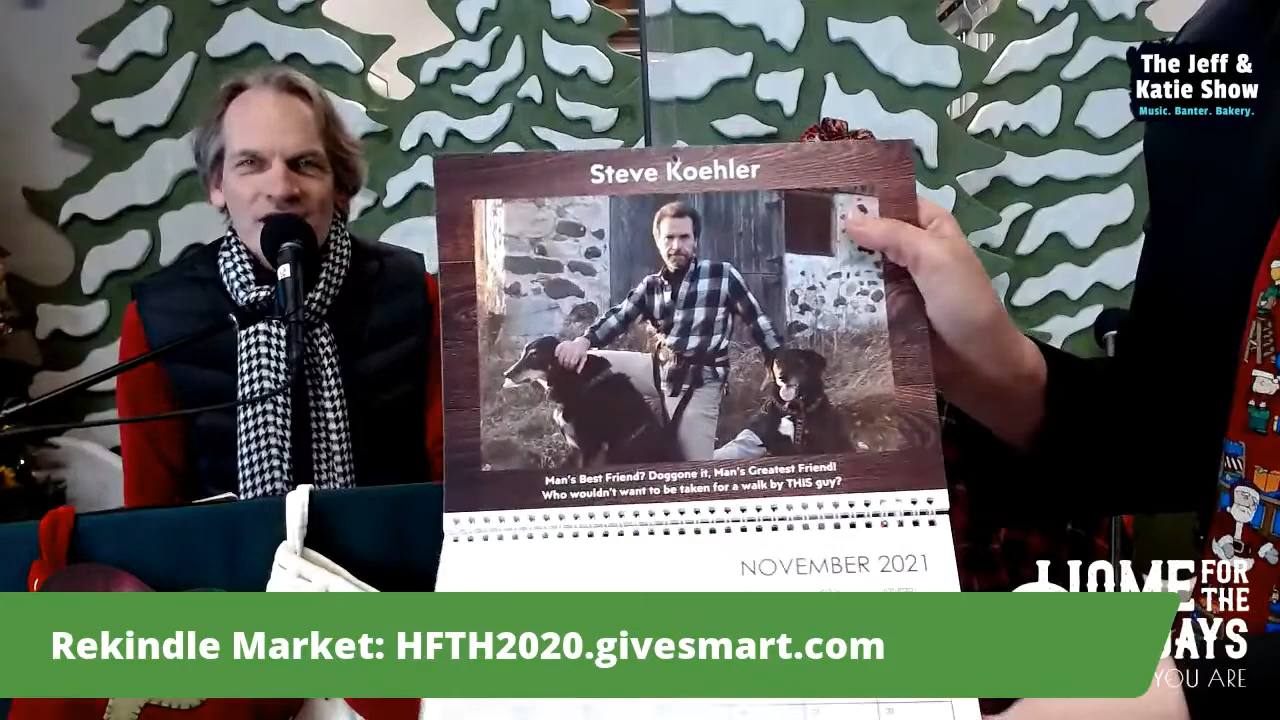 The Jeff &
Katie Show
Music. Banter. Bakery.
Steve Koehler
Man's Best Friend? Doggone it, Man's Greatest Friend!
Who wouldn't want to be taken for a walk by THIS guy?
NOVEMBER 2021
HOME FOR
THE
YOU ARE
Rekindle Market: HFTH2020.givesmart.com